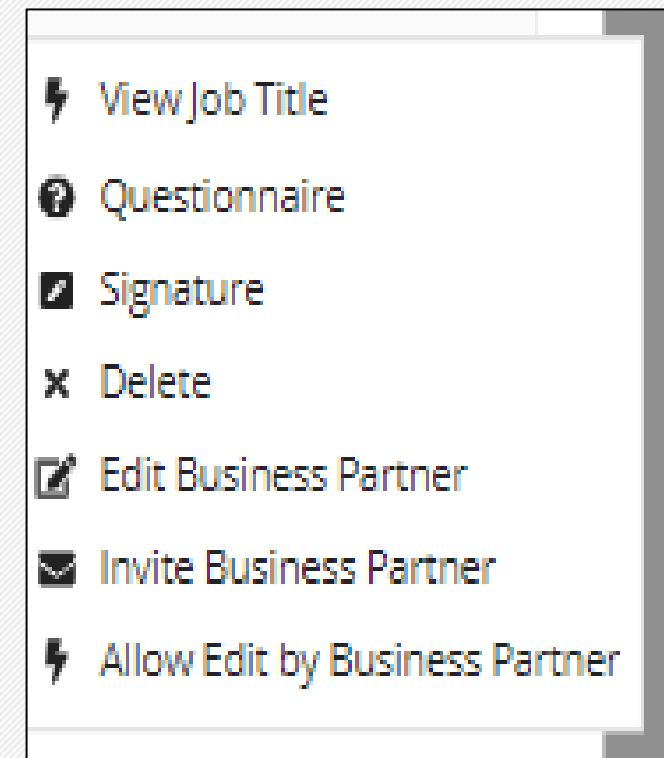 View Job Title
Questionnaire
Signature
Delete
Edit Business Partner
Invite Business Partner
Allow Edit by Business Partner